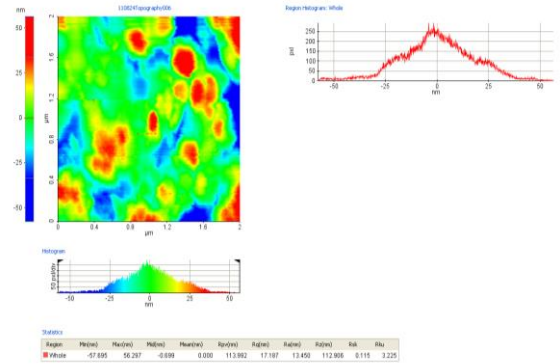 nm
110824Topography006
50
25
0
-25
-50
2
1.6
1.2
0.8
0.4
0
µm
0 0.4 0.8 1.2 1.6 2
µm
Region Histogram: Whole
pxl
250
200
150
100
50
0
-50 -25 0 25 50
nm
Histogram
50 pxl/div
-50 -25 0 25 50
nm
Statistics
Region Min(nm) Max(nm) Mid(nm) Mean(nm) Rpv(nm) Rq(nm) Ra(nm) Rz(nm) Rsk Rku
Whole -57.695 56.297 -0.699 0.000 113.992 17.187 13.450 112.906 0.115 3.225